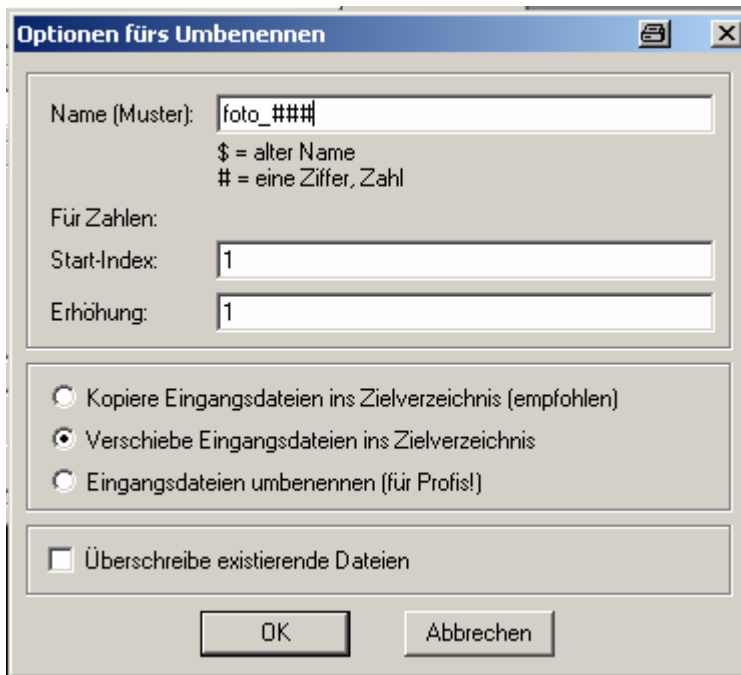 Optionen fürs Umbenennen
Name (Muster): foto_###
$ = alter Name
# = eine Ziffer, Zahl
Für Zahlen:
Start-Index: 1
Erhöhung: 1
Kopiere Eingangsdateien ins Zielverzeichnis (empfohlen)
Verschiebe Eingangsdateien ins Zielverzeichnis
Eingangsdateien umbenennen (für Profis!)
Überschreibe existierende Dateien
OK Abbrechen